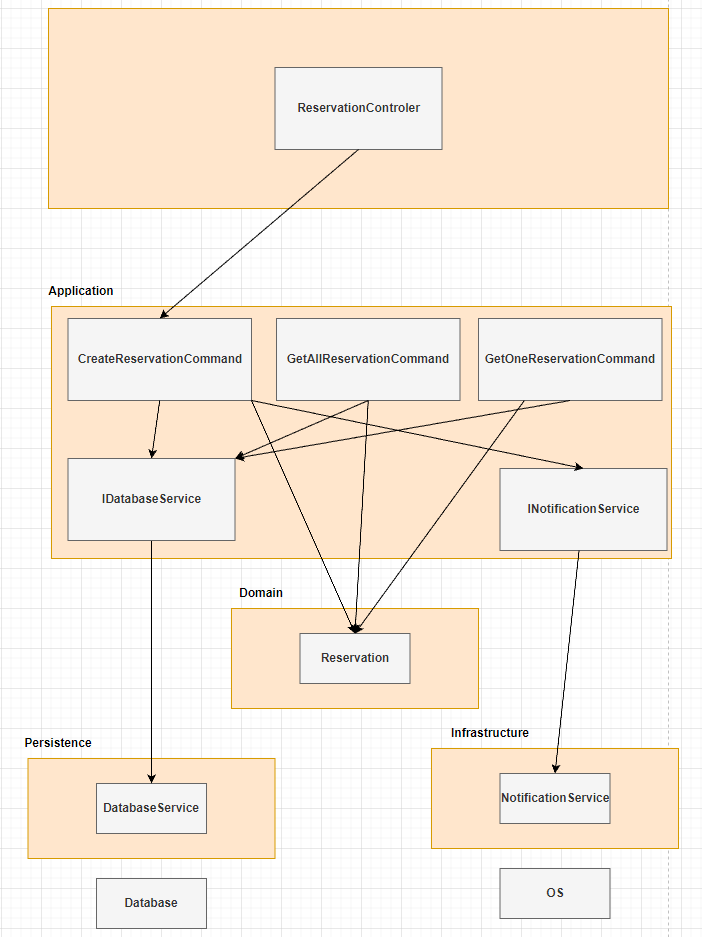 ReservationControler
Application
CreateReservationCommand
GetAllReservationCommand
GetOneReservationCommand
IDatabaseService
INotificationService
Domain
Reservation
Infrastructure
Persistence
NotificationService
DatabaseService
OS
Database